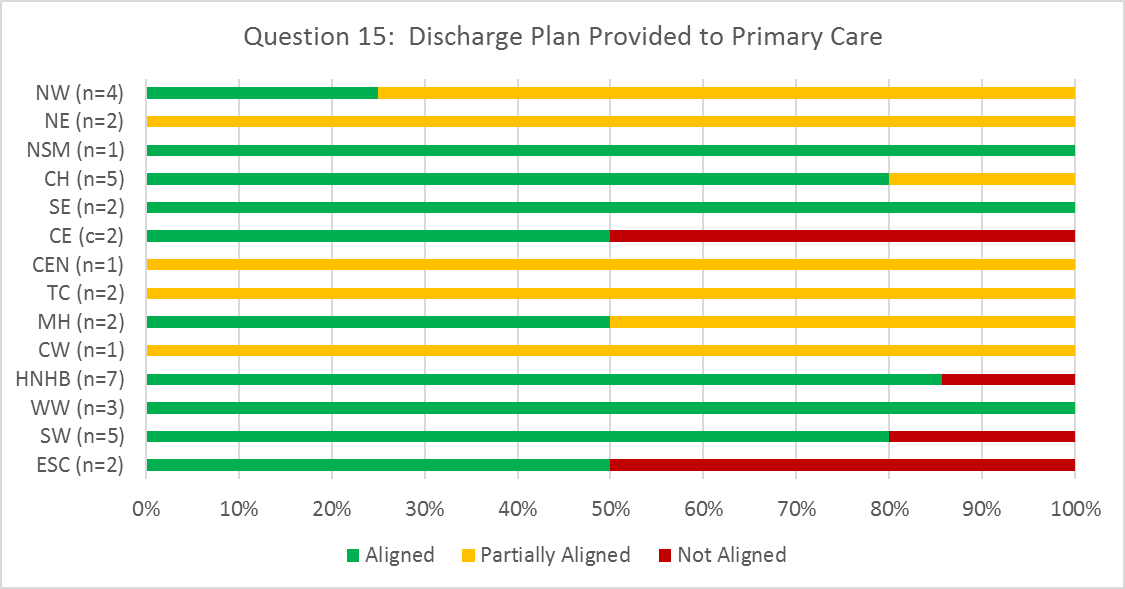 Question 15:  Discharge Plan Provided to Primary Care
NW (n=4)
NE (n=2)
NSM (n=1)
CH (n=5)
SE (n=2)
CE (c=2)
CEN (n=1)
TC (n=2)
MH (n=2)
CW (n=1)
HNHB (n=7)
WW (n=3)
SW (n=5)
ESC (n=2)
0% 10% 20% 30% 40% 50% 60% 70% 80% 90% 100%
Aligned Partially Aligned Not Aligned